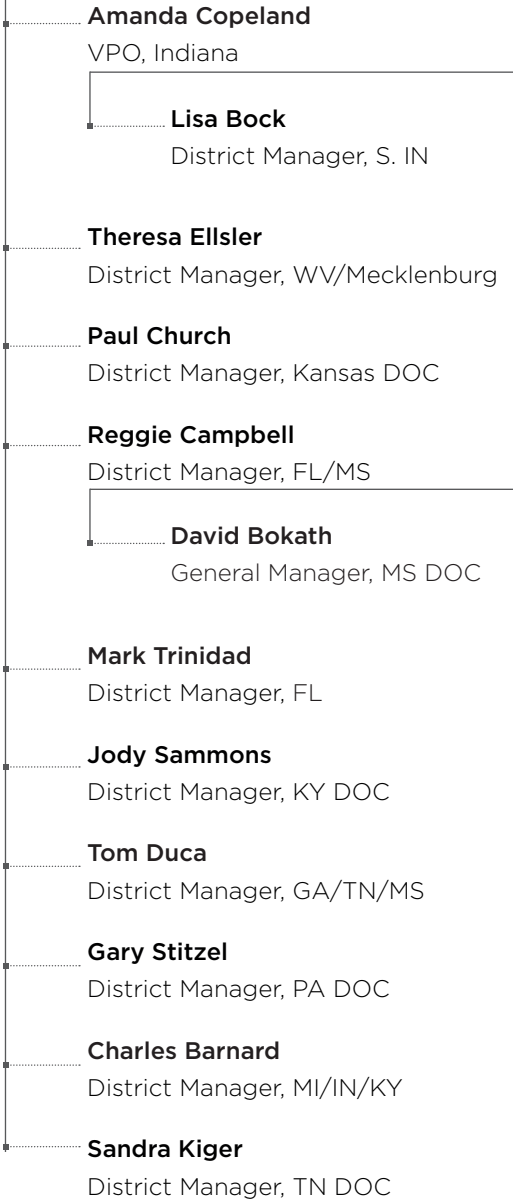 Amanda Copeland
VPO, Indiana
Lisa Bock
District Manager, S. IN
Theresa Ellsler
District Manager, WV/Mecklenburg
Paul Church
District Manager, Kansas DOC
Reggie Campbell
District Manager, FL/MS
David Bokath
General Manager, MS DOC
Mark Trinidad
District Manager, FL
Jody Sammons
District Manager, KY DOC
Tom Duca
District Manager, GA/TN/MS
Gary Stitzel
District Manager, PA DOC
Charles Barnard
District Manager, MI/IN/KY
Sandra Kiger
District Manager, TN DOC